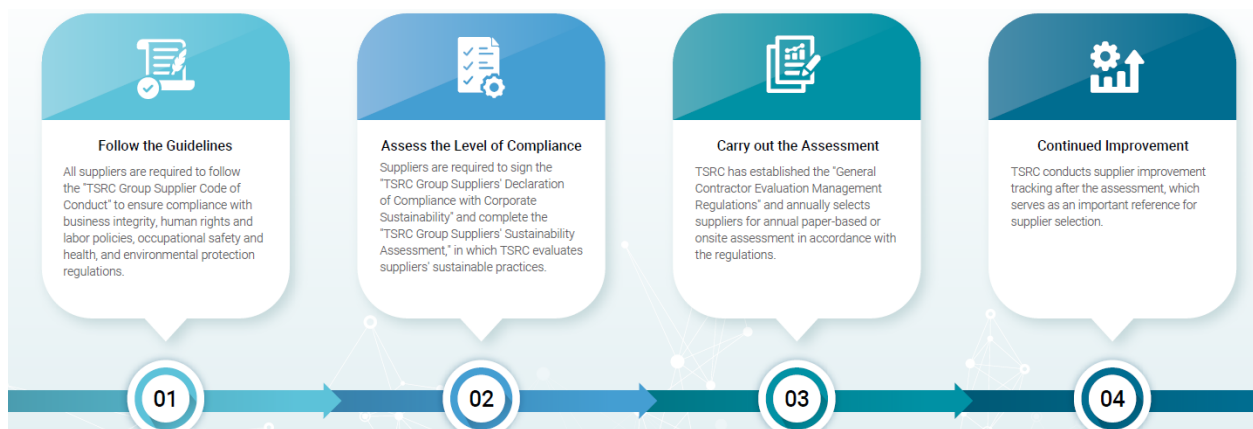 Follow the Guidelines
All suppliers are required to follow
the "TSRC Group Supplier Code of
Conduct" to ensure compliance with
business integrity, human rights and
labor policies, occupational safety and
health, and environmental protection
regulations.
01
Assess the Level of Compliance
Suppliers are required to sign the
"TSRC Group Suppliers' Declaration
of Compliance with Corporate
Sustainability" and complete the
"TSRC Group Suppliers' Sustainability
Assessment," in which TSRC evaluates
suppliers' sustainable practices.
02
Carry out the Assessment
TSRC has established the "General
Contractor Evaluation Management
Regulations" and annually selects
suppliers for annual paper-based or
onsite assessment in accordance with
the regulations.
03
Continued Improvement
TSRC conducts supplier improvement
tracking after the assessment, which
serves as an important reference for
supplier selection.
04